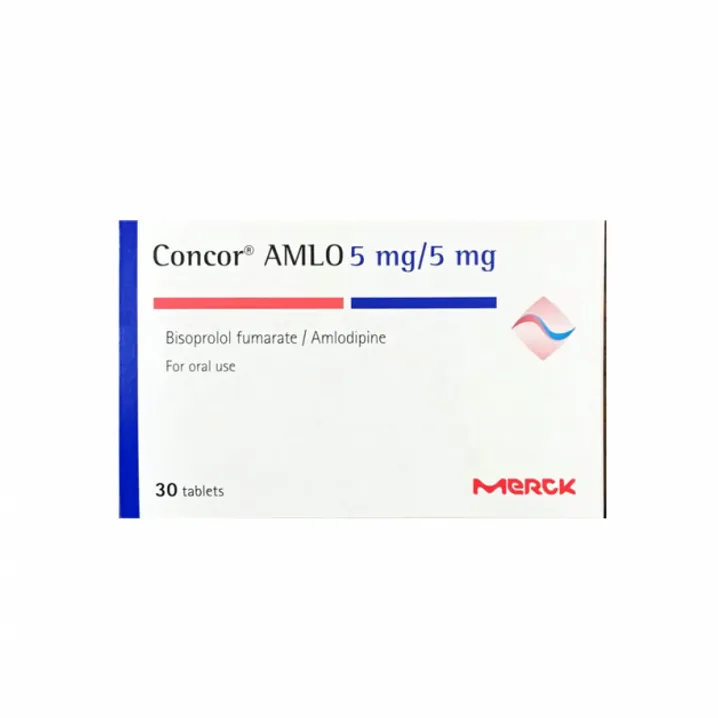 Concor® AMLO 5 mg/5 mg
Bisoprolol fumarate / Amlodipine
For oral use
30 tablets
MERCK